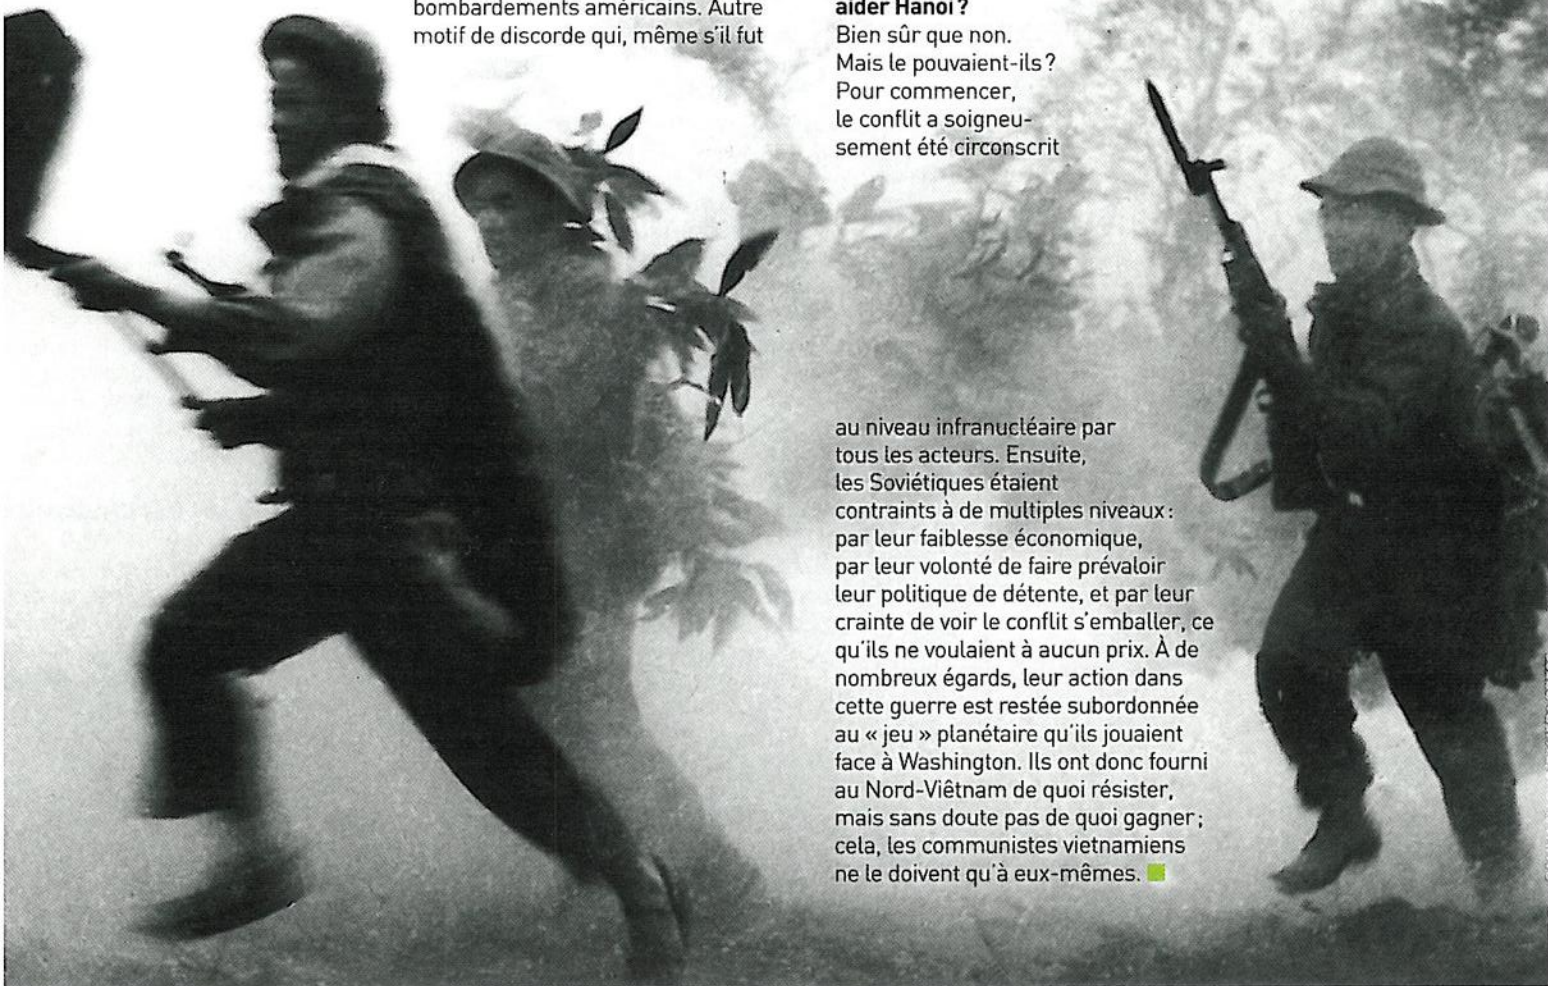 bombardements américains. Autre
motif de discorde qui, même s'il fut
aider Hanoï ?
Bien sûr que non.
Mais le pouvaient-ils ?
Pour commencer,
le conflit a soigneu-
sement été circonscrit
au niveau infranucléaire par
tous les acteurs. Ensuite,
les Soviétiques étaient
contraints à de multiples niveaux :
par leur faiblesse économique,
par leur volonté de faire prévaloir
leur politique de détente, et par leur
crainte de voir le conflit s'emballer, ce
qu'ils ne voulaient à aucun prix. À de
nombreux égards, leur action dans
cette guerre est restée subordonnée
au « jeu » planétaire qu'ils jouaient
face à Washington. Ils ont donc fourni
au Nord-Viêtnam de quoi résister,
mais sans doute pas de quoi gagner ;
cela, les communistes vietnamiens
ne le doivent qu'à eux-mêmes.